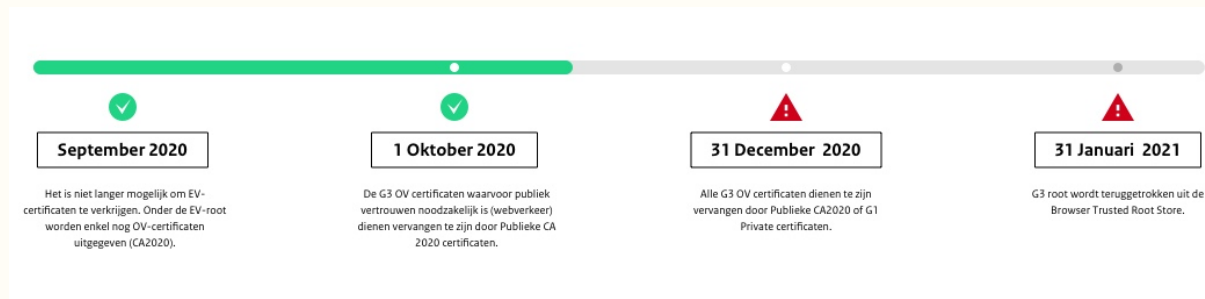 September 2020
Het is niet langer mogelijk om EV-
certificaten te verkrijgen. Onder de EV-root
worden enkel nog OV-certificaten
uitgegeven (CA2020).
1 Oktober 2020
De G3 OV certificaten waarvoor publiek
vertrouwen noodzakelijk is (webverkeer)
dienen vervangen te zijn door Publieke CA
2020 certificaten.
31 December 2020
Alle G3 OV certificaten dienen te zijn
vervangen door Publieke CA2020 of G1
Private certificaten.
31 Januari 2021
G3 root wordt teruggetrokken uit de
Browser Trusted Root Store.